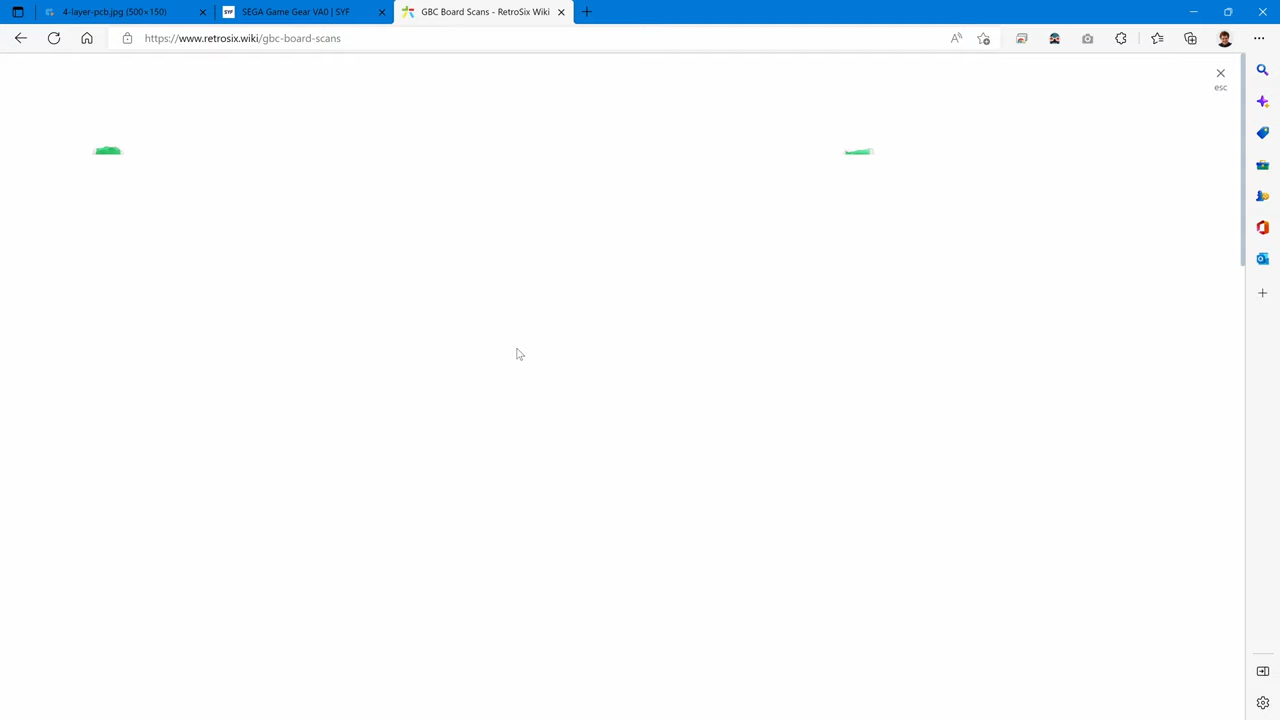 4-layer-pcb.jpg (500×150)
SYF
SEGA Game Gear VA0 | SYF
GBC Board Scans - RetroSix Wiki
https://www.retrosix.wiki/gbc-board-scans
esc